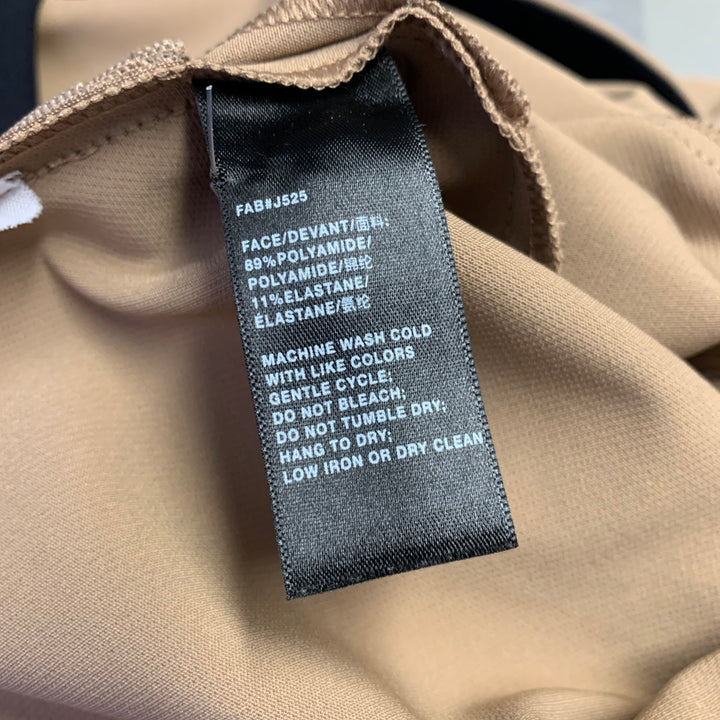 FAB#J525
FACE/DEVANT/面料:
89%POLYAMIDE/
POLYAMIDE/锦纶
11%ELASTANE/
ELASTANE/氨纶
MACHINE WASH COLD
WITH LIKE COLORS
GENTLE CYCLE;
DO NOT BLEACH;
DO NOT TUMBLE DRY;
HANG TO DRY;
LOW IRON OR DRY CLEAN